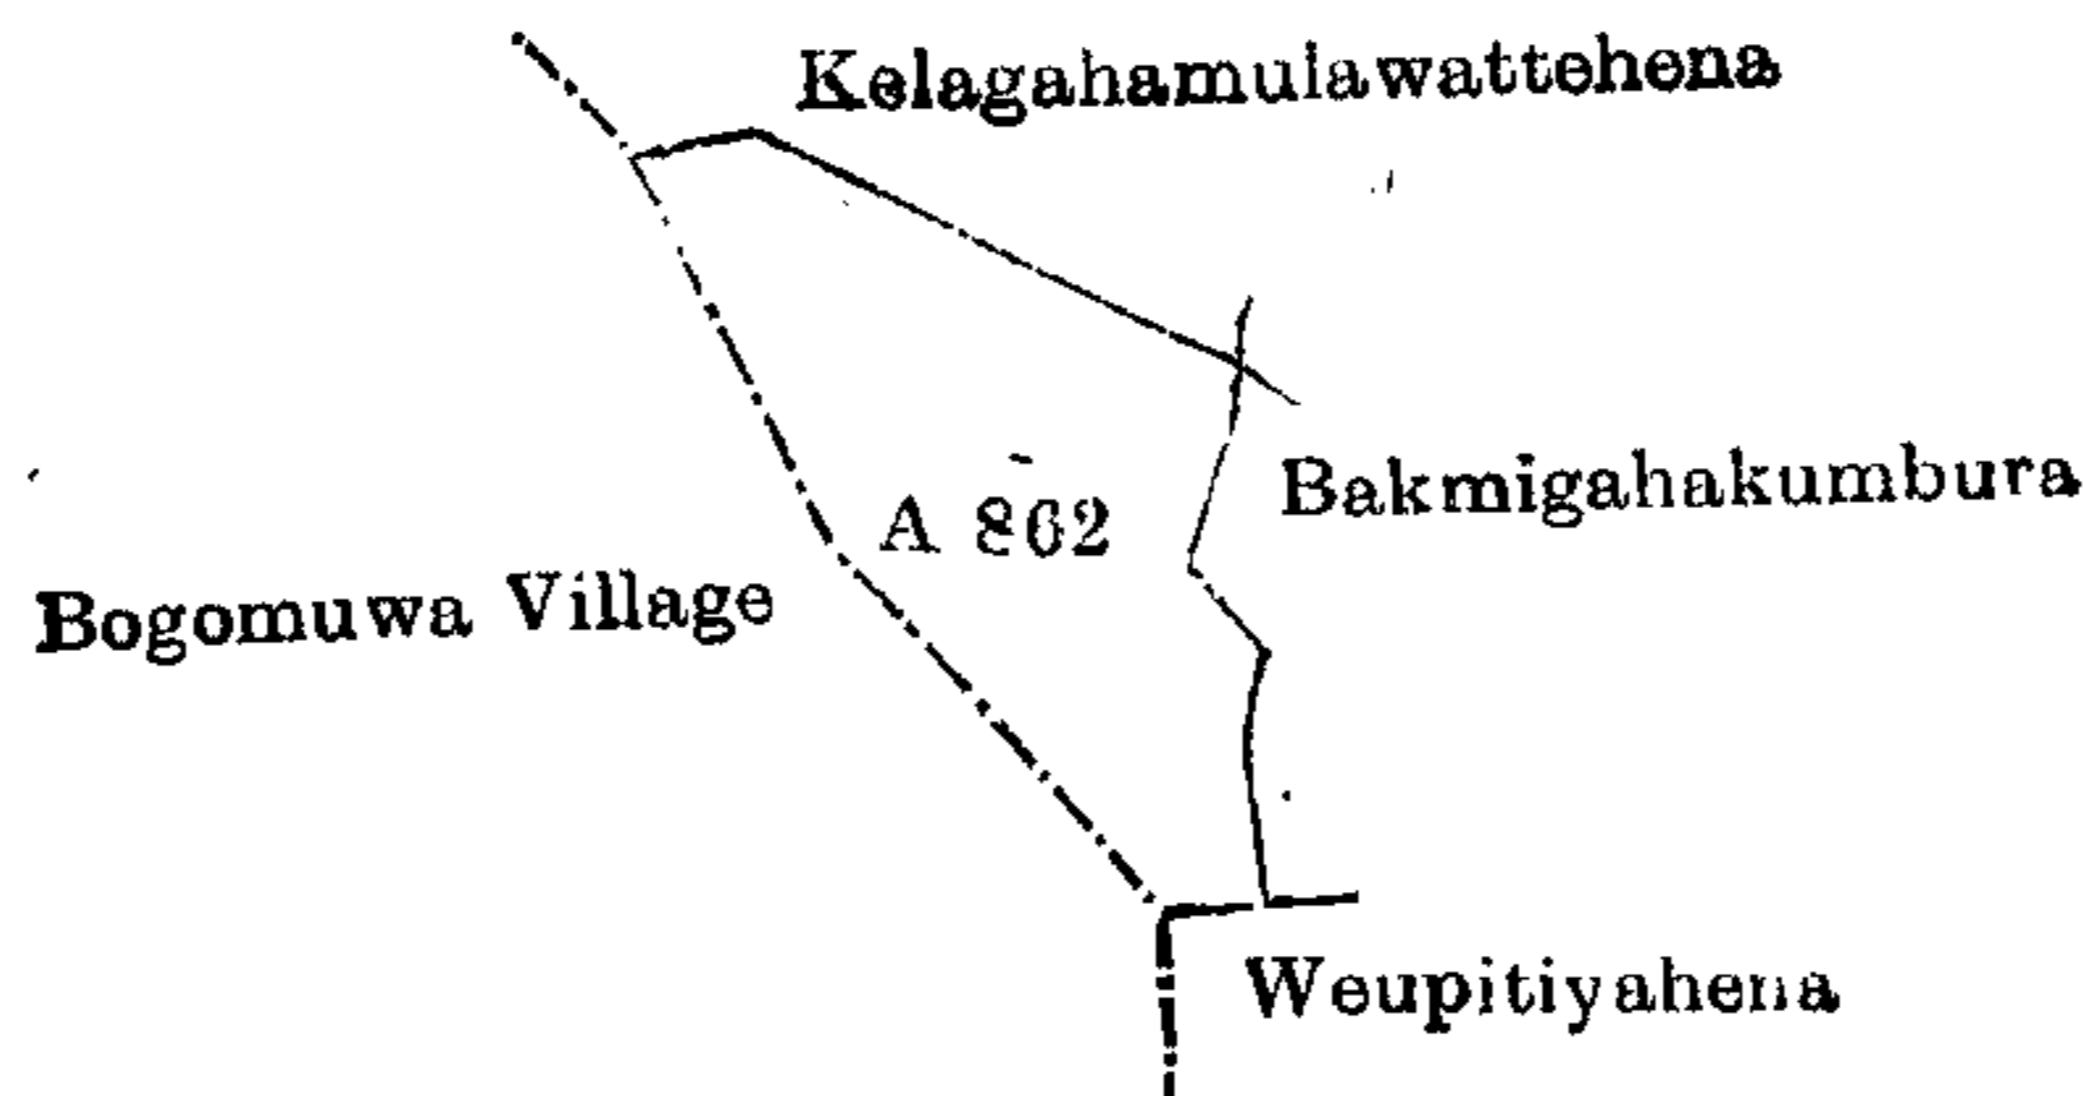 Kelagahamulawattehena
Bakmigahakumbura
A 862
Bogomuwa Village
Weupitiyahena